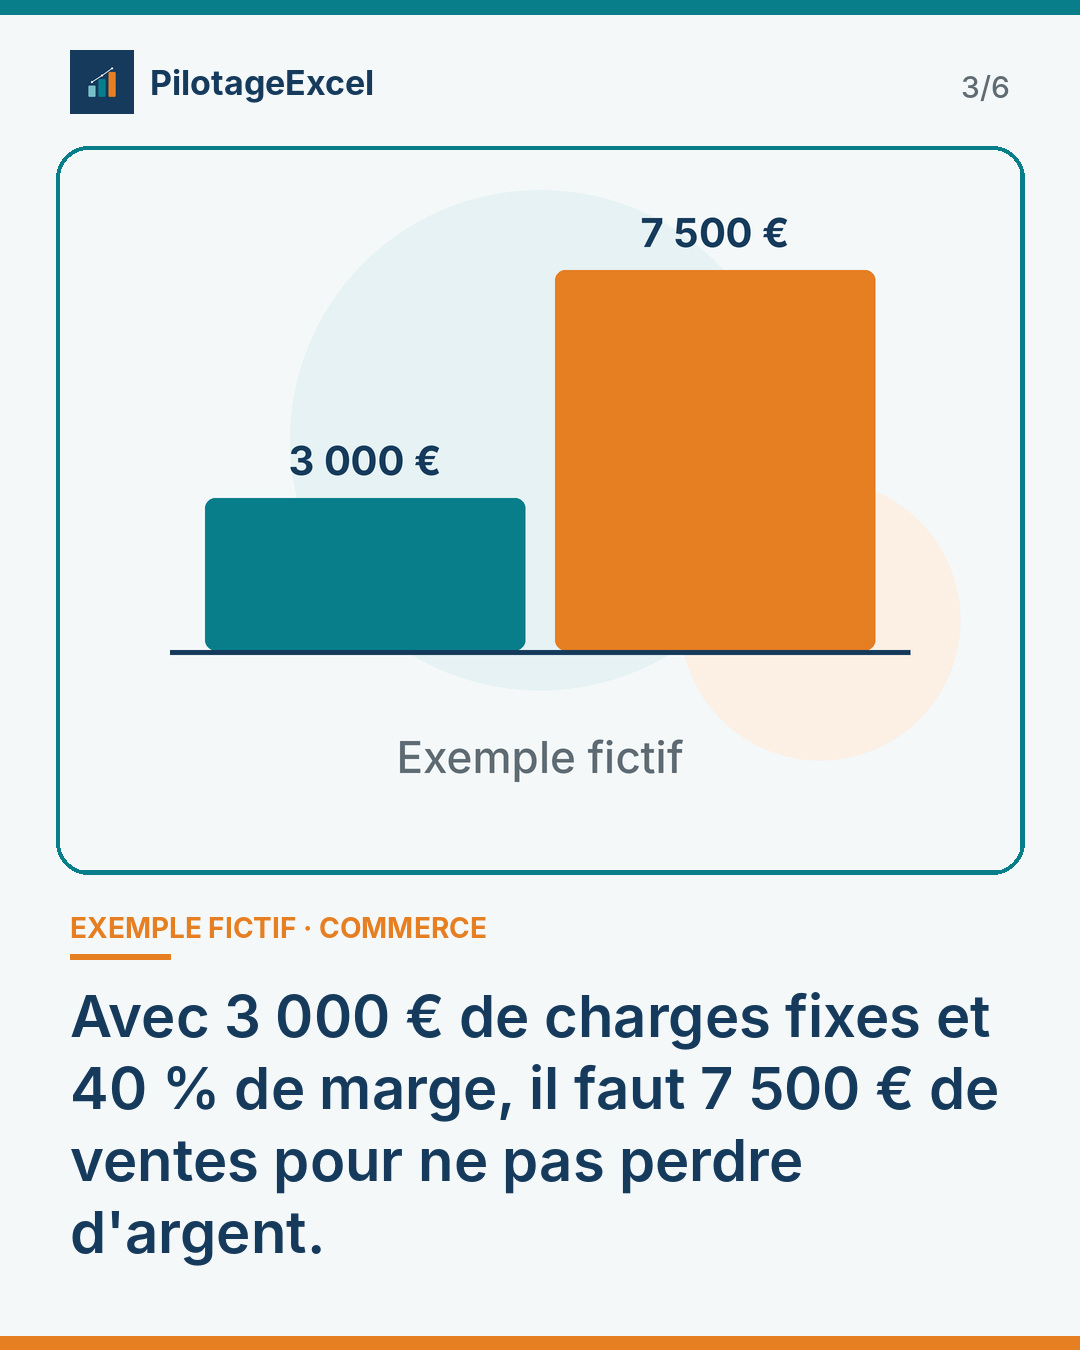 PilotageExcel
3/6
7 500 €
3 000 €
Exemple fictif
EXEMPLE FICTIF · COMMERCE
Avec 3 000 € de charges fixes et
40 % de marge, il faut 7 500 € de
ventes pour ne pas perdre
d'argent.